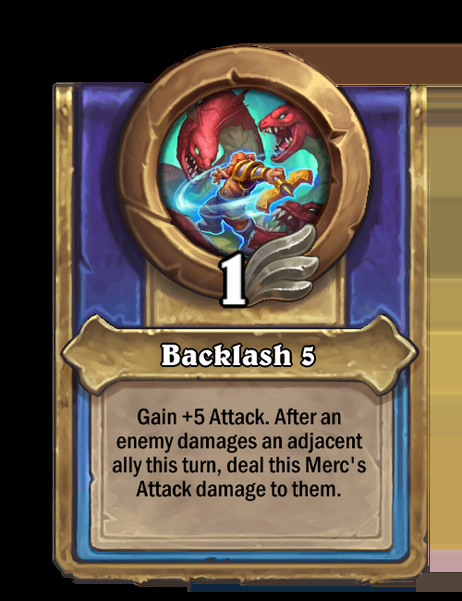 1
Backlash 5
Gain +5 Attack. After an
enemy damages an adjacent
ally this turn, deal this Merc's
Attack damage to them.